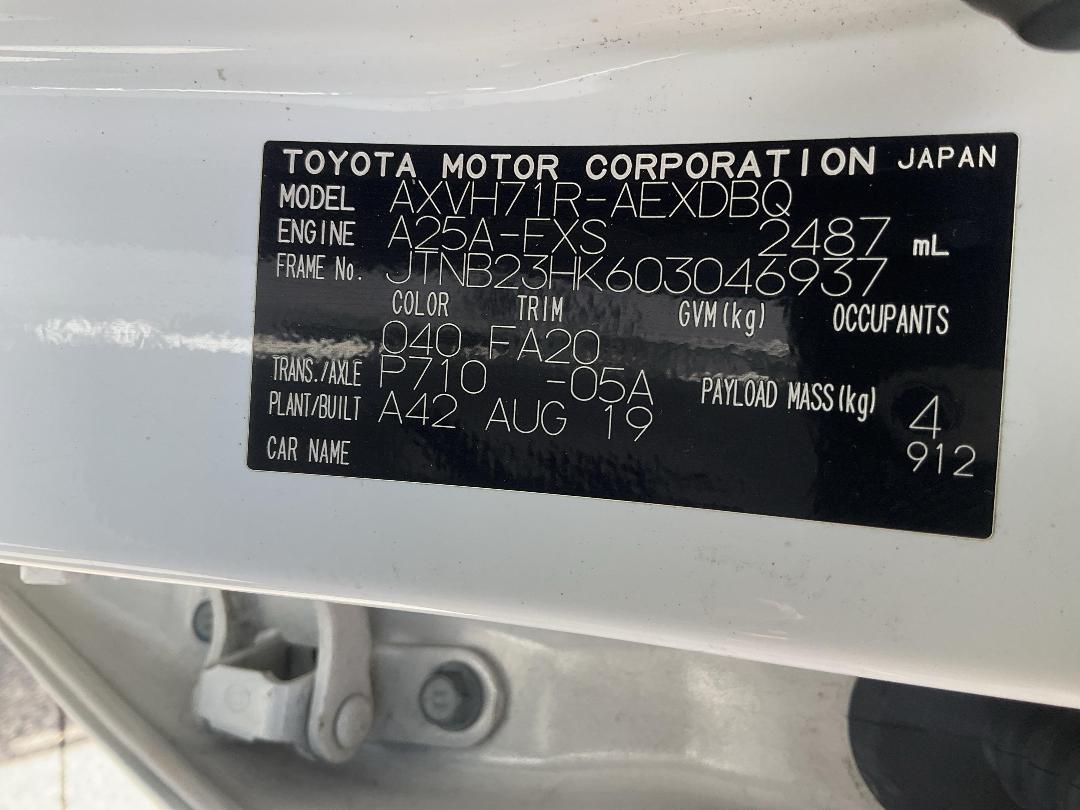 TOYOTA MOTOR CORPORATION JAPAN
MODEL AXVH71R-AEXDBQ
ENGINE A25A-FXS 2487 mL
FRAME No. JTNB23HK603046937
COLOR TRIM GVM(kg) OCCUPANTS
040 FA20
TRANS./AXLE P710 -05A PAYLOAD MASS(kg) 4
PLANT/BUILT A42 AUG 19 912
CAR NAME